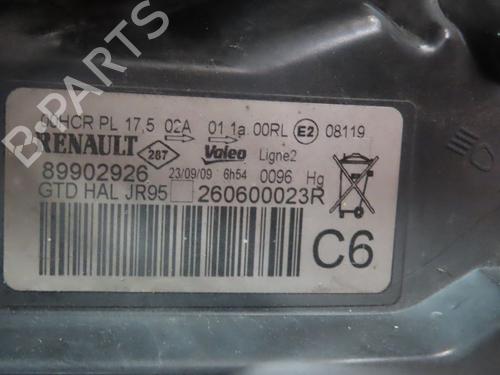 00HCR PL 17,5 02A 01.1a 00RL E2 08119
RENAULT 287 Valeo Ligne2
89902926 23/09/09 6h54 0096 Hg
GTD HAL JR95 260600023R
C6